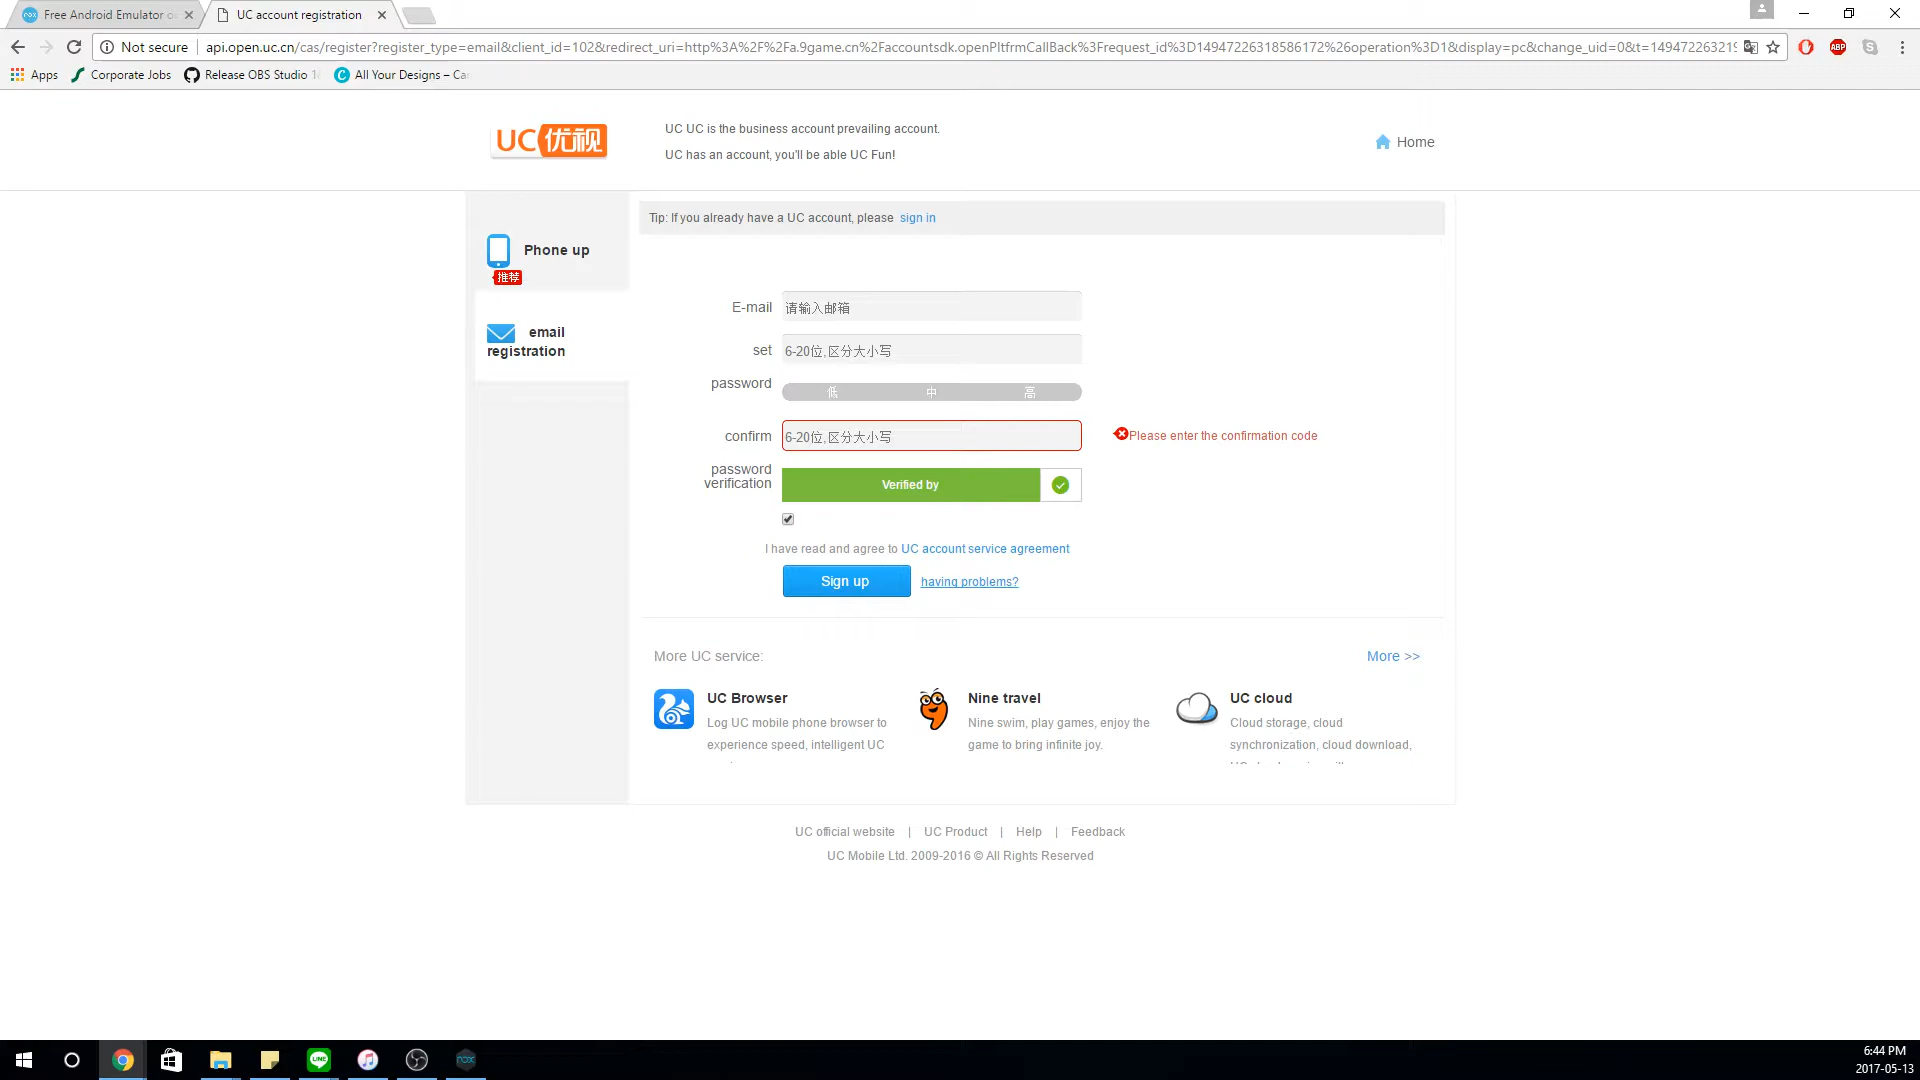 Free Android Emulator o
UC account registration
Not secure
api.open.uc.cn/cas/register?register_type=email&client_id=102&redirect_uri=http%3A%2F%2Fa.9game.cn%2Faccountsdk.openPltfrmCallBack%3Frequest_id%3D14947226318586172%26operation%3D1&display=pc&change_uid=0&t=149472263219
ABP
Apps
Corporate Jobs
Release OBS Studio 1
All Your Designs – Ca
UC优视
UC UC is the business account prevailing account.
UC has an account, you'll be able UC Fun!
Home
Tip: If you already have a UC account, please sign in
Phone up
推荐
email
registration
E-mail
请输入邮箱
set
6-20位,区分大小写
password
低 中 高
confirm
6-20位,区分大小写
Please enter the confirmation code
password
verification
Verified by
I have read and agree to UC account service agreement
Sign up
having problems?
More UC service:
More >>
UC Browser
Log UC mobile phone browser to
experience speed, intelligent UC
Nine travel
Nine swim, play games, enjoy the
game to bring infinite joy.
UC cloud
Cloud storage, cloud
synchronization, cloud download,
UC official website | UC Product | Help | Feedback
UC Mobile Ltd. 2009-2016 © All Rights Reserved
LINE
nox
6:44 PM
2017-05-13